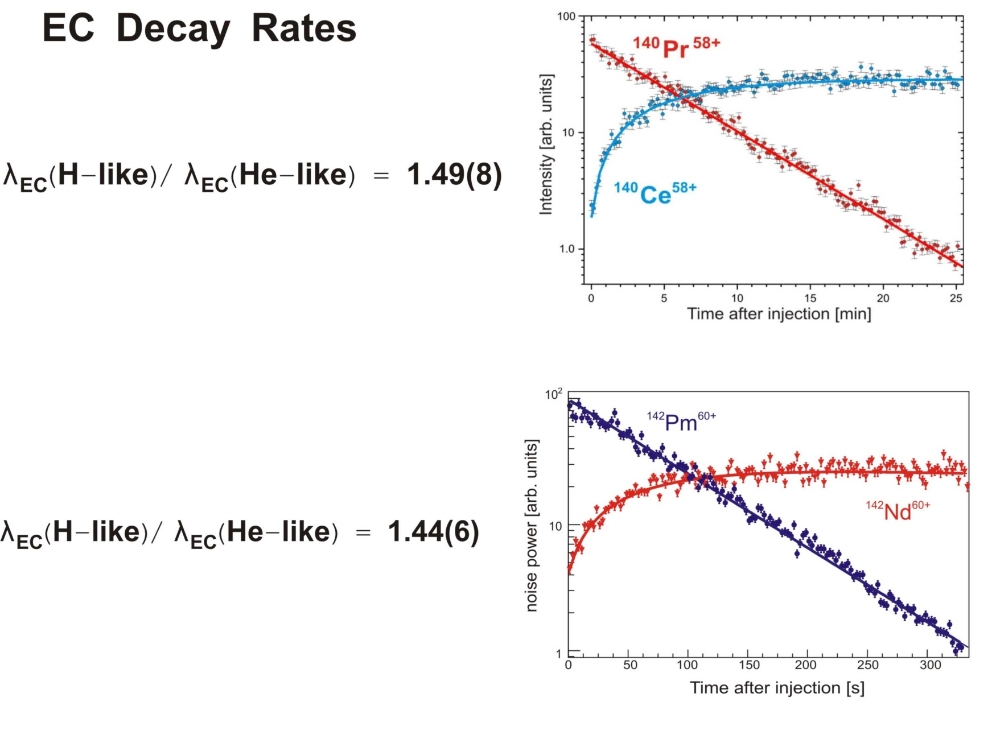 EC Decay Rates
λEC(H–like)/ λEC(He–like) = 1.49(8)
100
10
1.0
Intensity [arb. units]
140Pr58+
140Ce58+
0 5 10 15 20 25
Time after injection [min]
λEC(H–like)/ λEC(He–like) = 1.44(6)
10²
10
1
noise power [arb. units]
142Pm60+
142Nd60+
0 50 100 150 200 250 300
Time after injection [s]